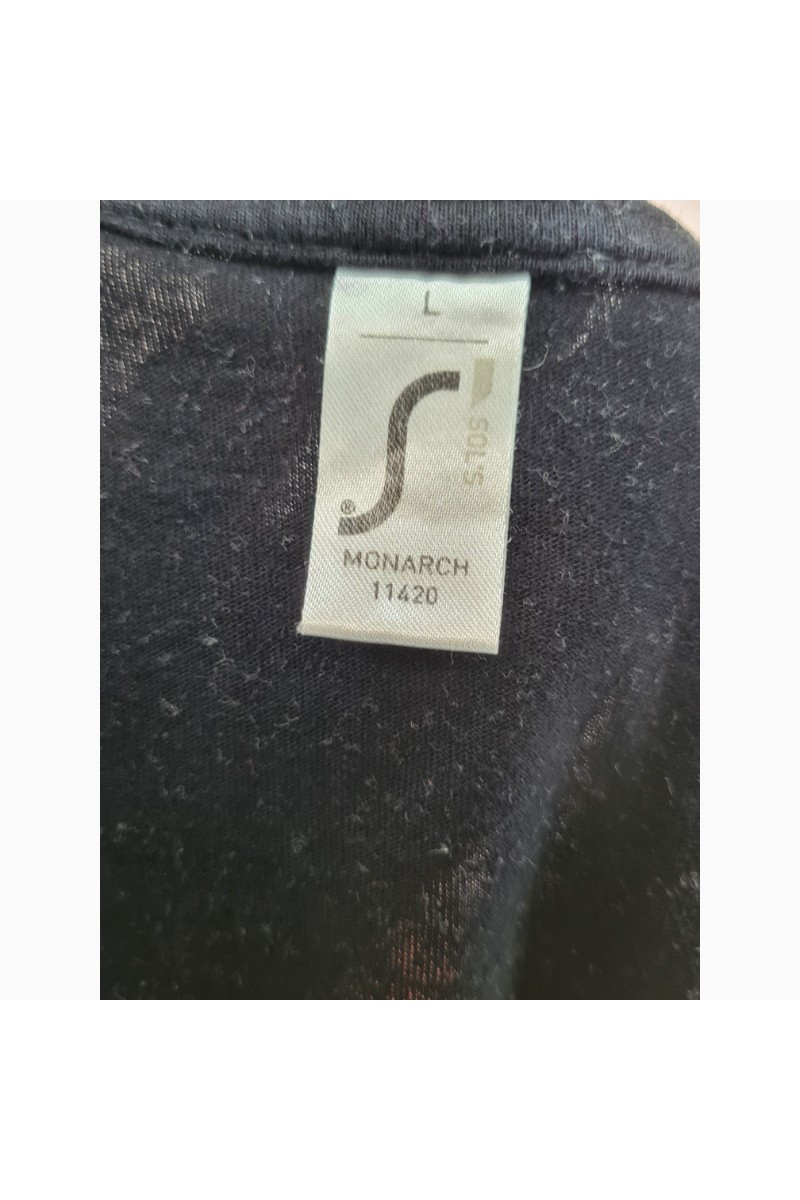 L
SOL'S
®
MONARCH
11420